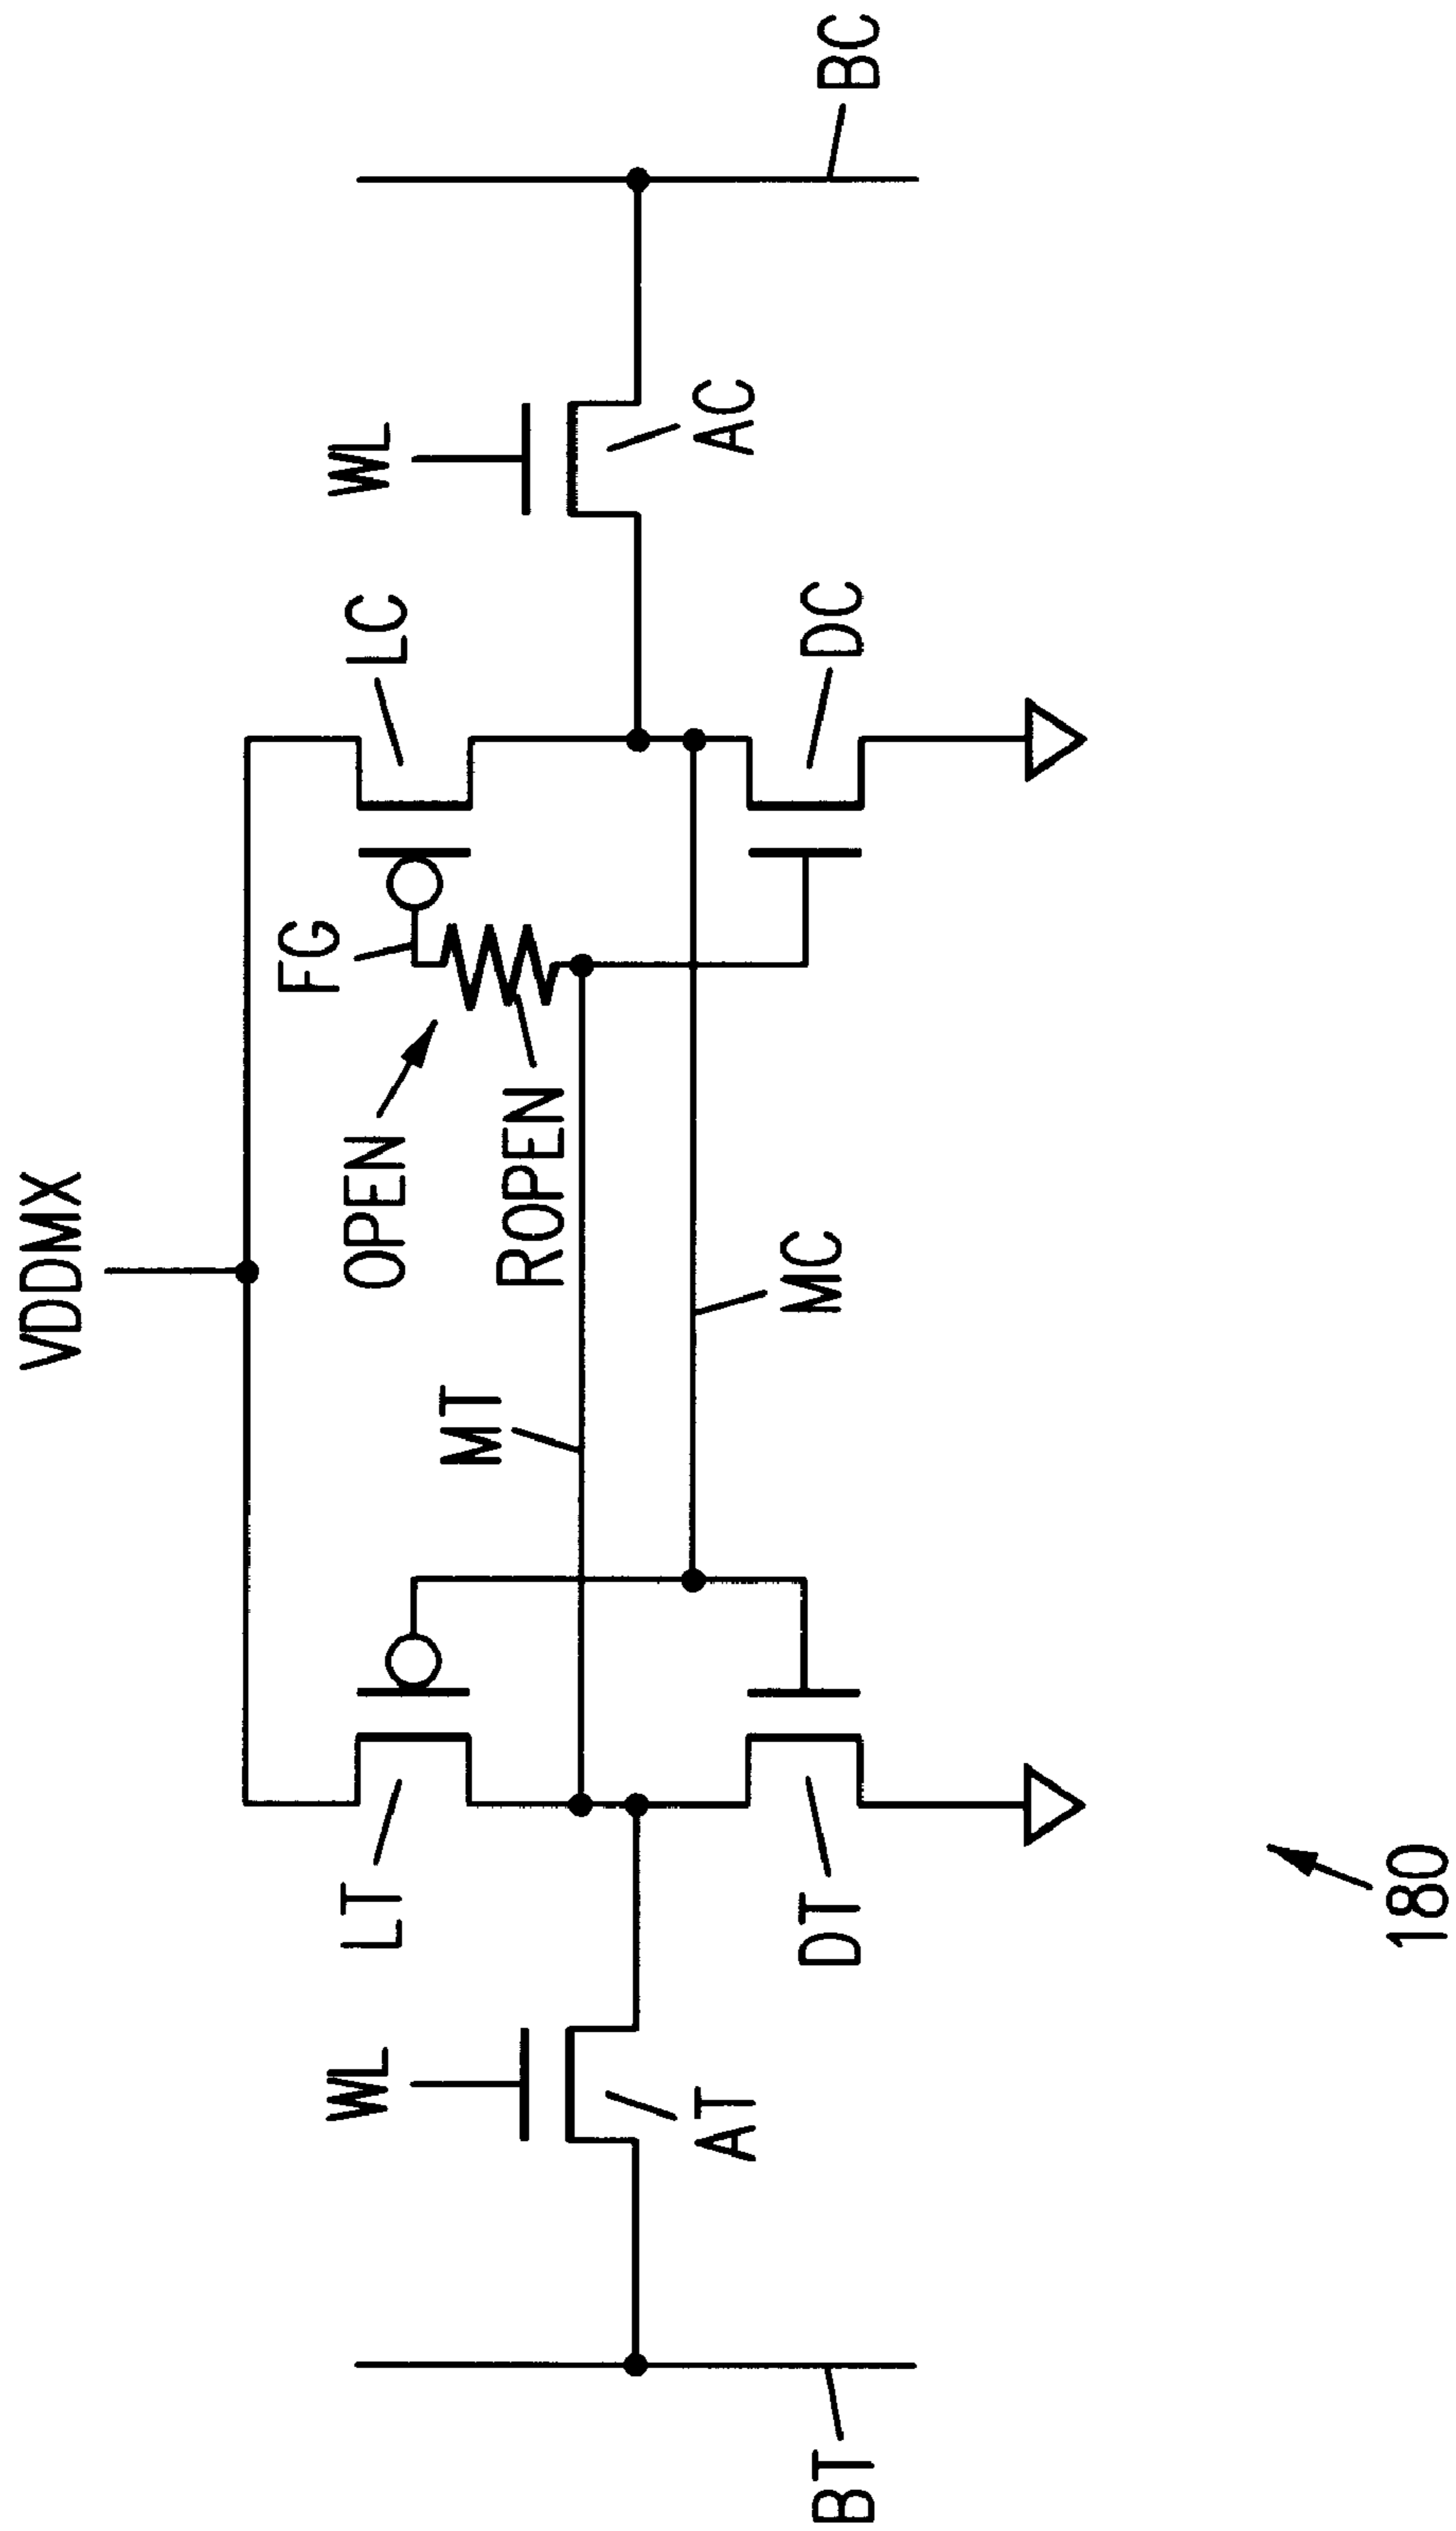 VDDMX
WL
LT
MT
OPEN
FG
LC
WL
ROPEN
AT
DT
MC
DC
AC
BT
BC
180